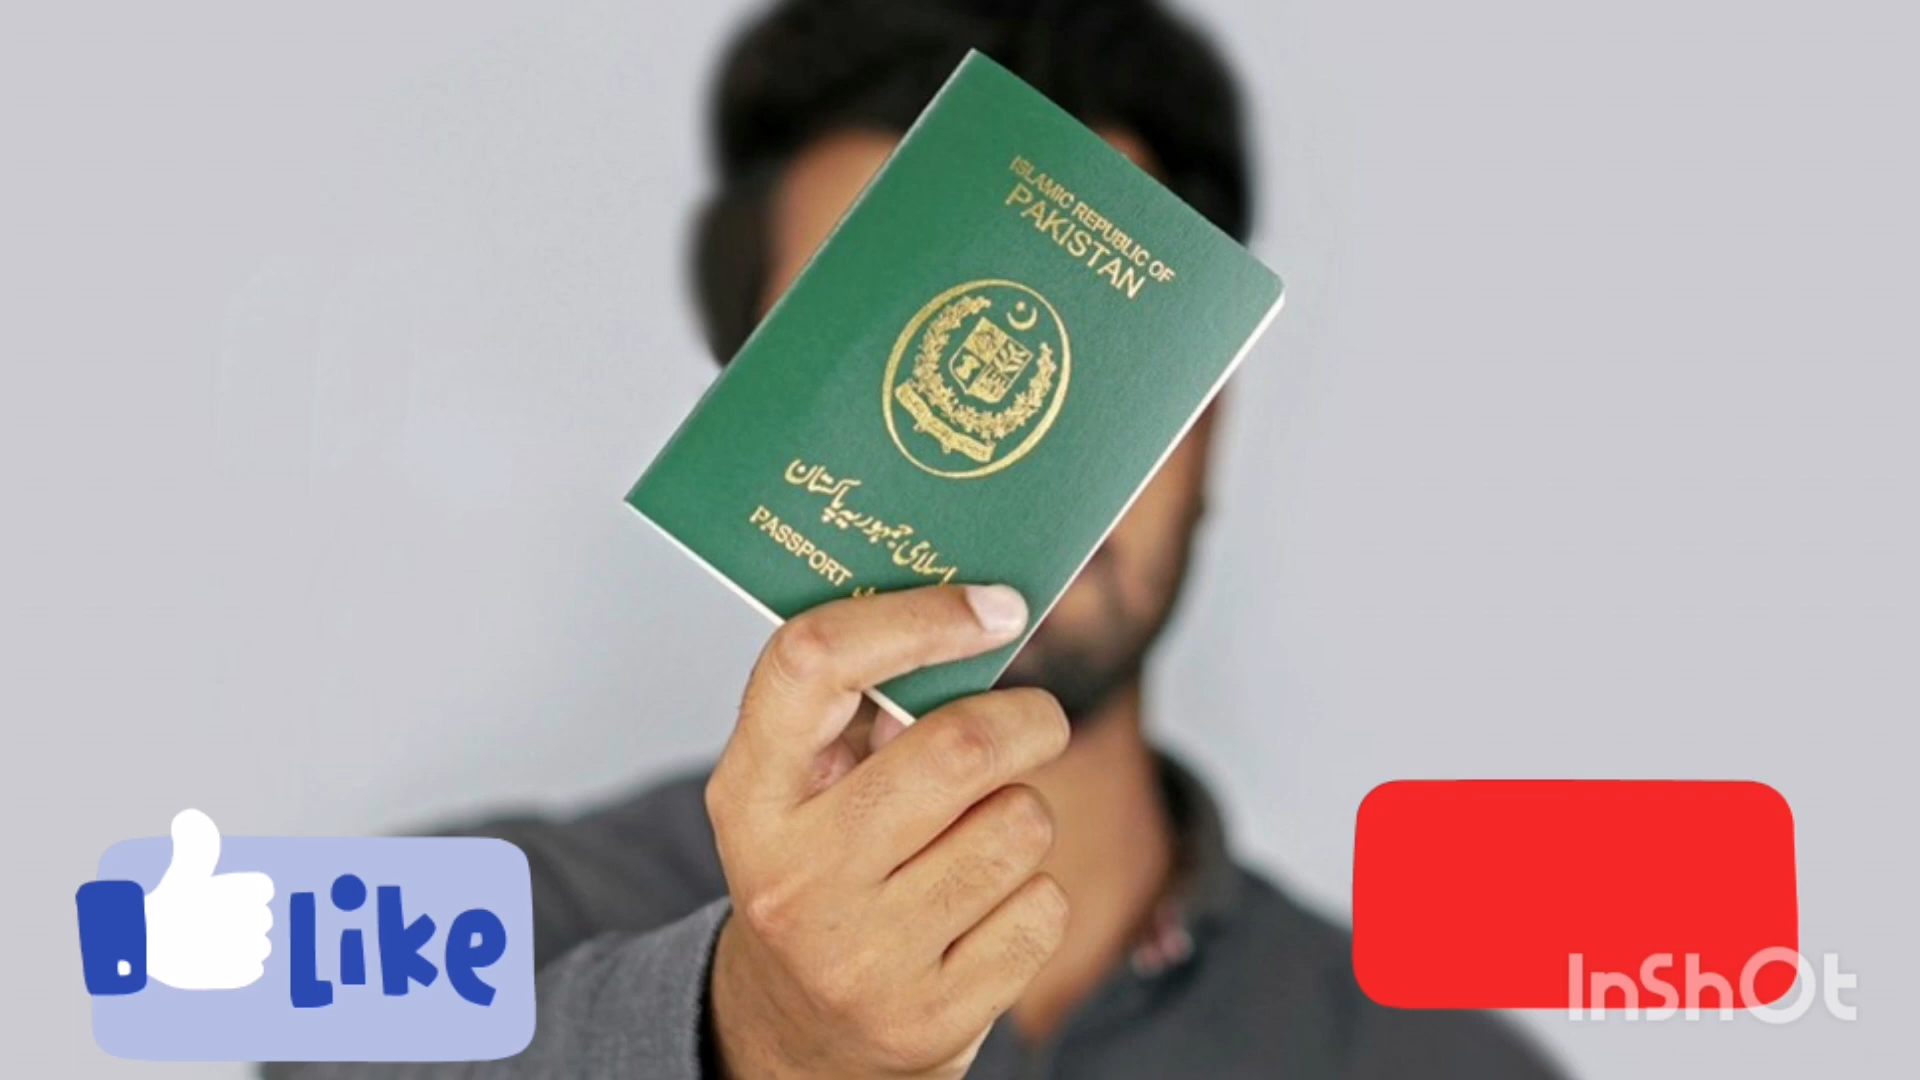 ISLAMIC REPUBLIC OF
PAKISTAN
اسلامی جمہوریہ پاکستان
PASSPORT
Like
InShOt